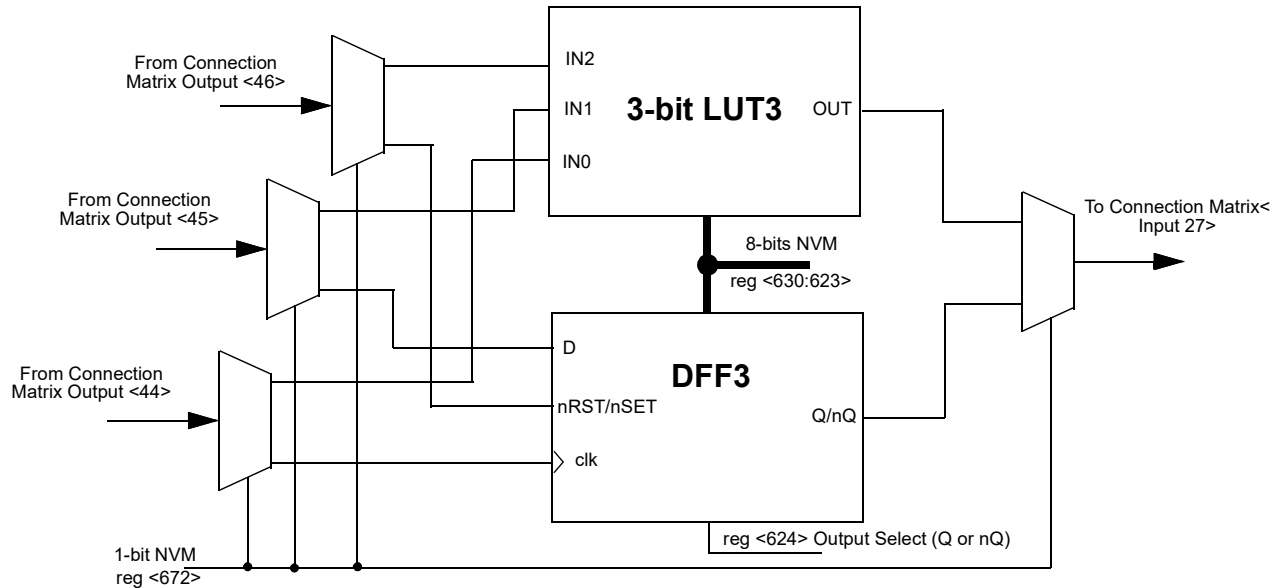 From Connection
Matrix Output <46>
IN2
IN1
IN0
3-bit LUT3
OUT
From Connection
Matrix Output <45>
To Connection Matrix<
Input 27>
8-bits NVM
reg <630:623>
From Connection
Matrix Output <44>
D
nRST/nSET
clk
DFF3
Q/nQ
reg <624> Output Select (Q or nQ)
1-bit NVM
reg <672>